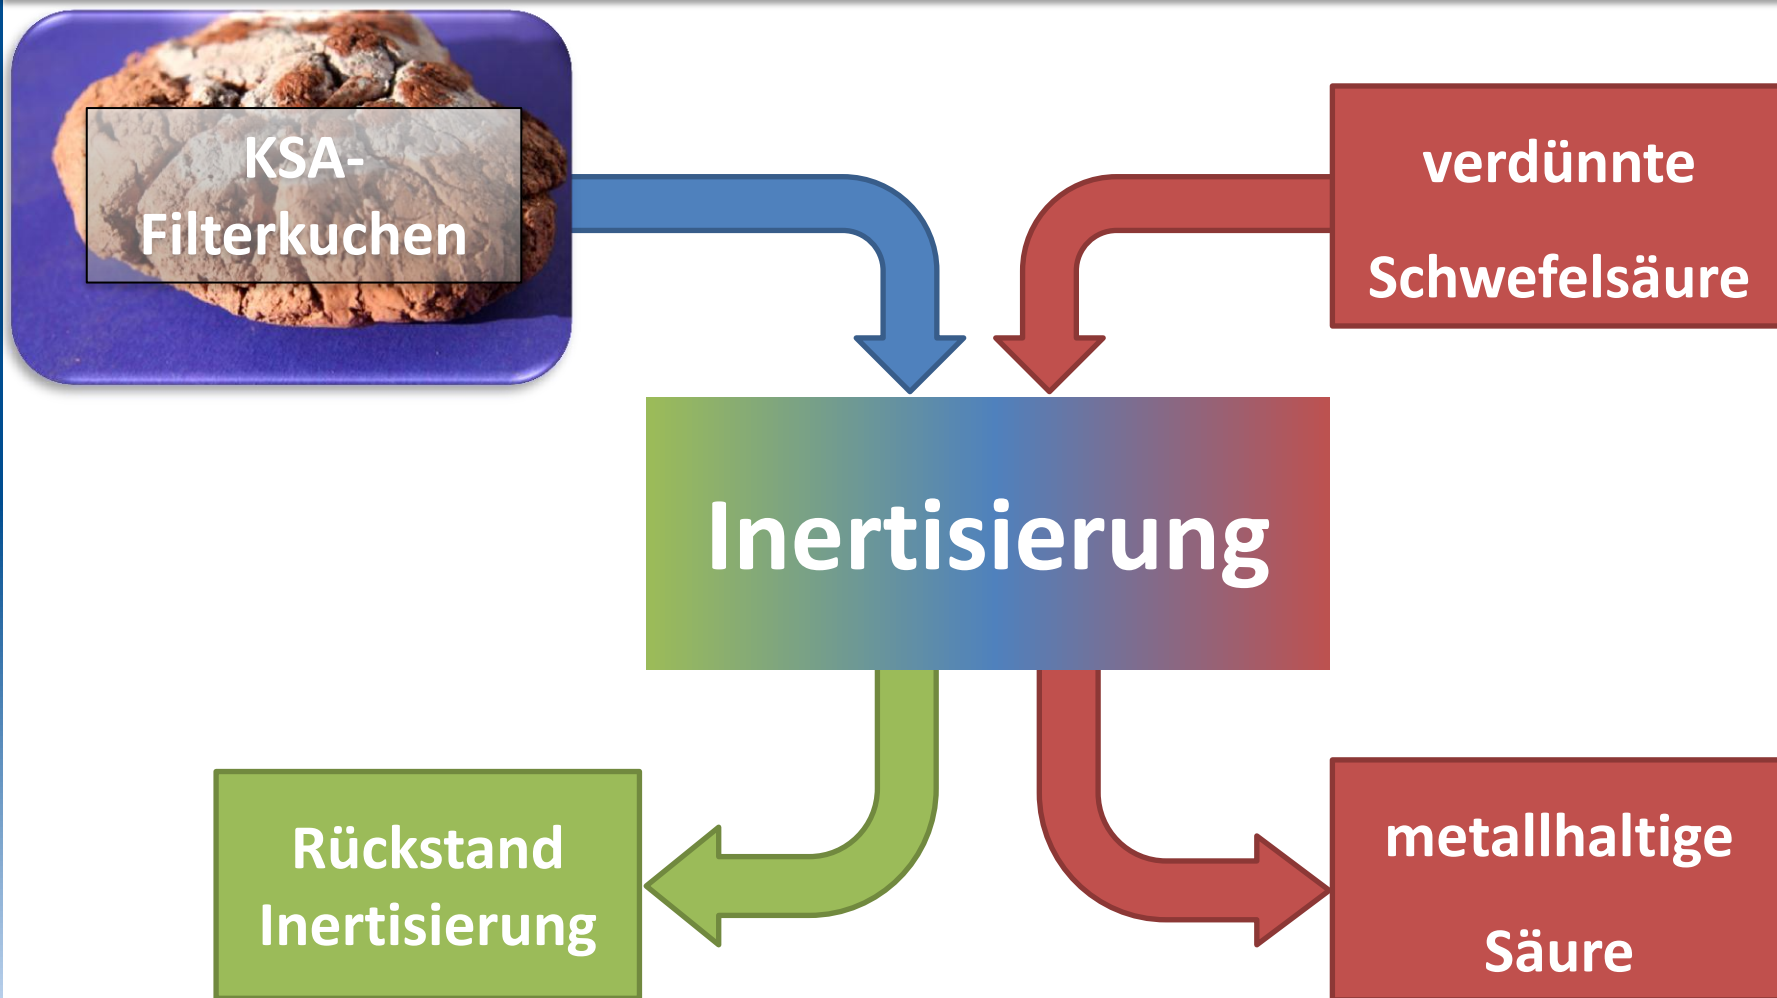 KSA-
Filterkuchen
verdünnte
Schwefelsäure
Inertisierung
Rückstand
Inertisierung
metallhaltige
Säure